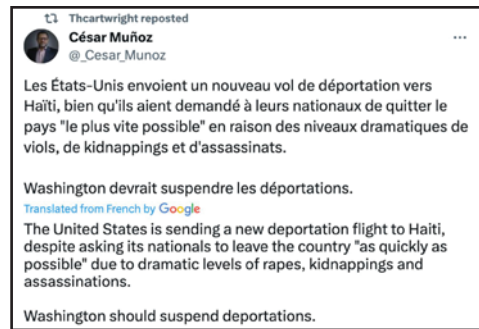 Thcartwright reposted
César Muñoz
@_Cesar_Munoz
Les États-Unis envoient un nouveau vol de déportation vers
Haïti, bien qu'ils aient demandé à leurs nationaux de quitter le
pays "le plus vite possible" en raison des niveaux dramatiques de
viols, de kidnappings et d'assassinats.
Washington devrait suspendre les déportations.
Translated from French by Google
The United States is sending a new deportation flight to Haiti,
despite asking its nationals to leave the country "as quickly as
possible" due to dramatic levels of rapes, kidnappings and
assassinations.
Washington should suspend deportations.